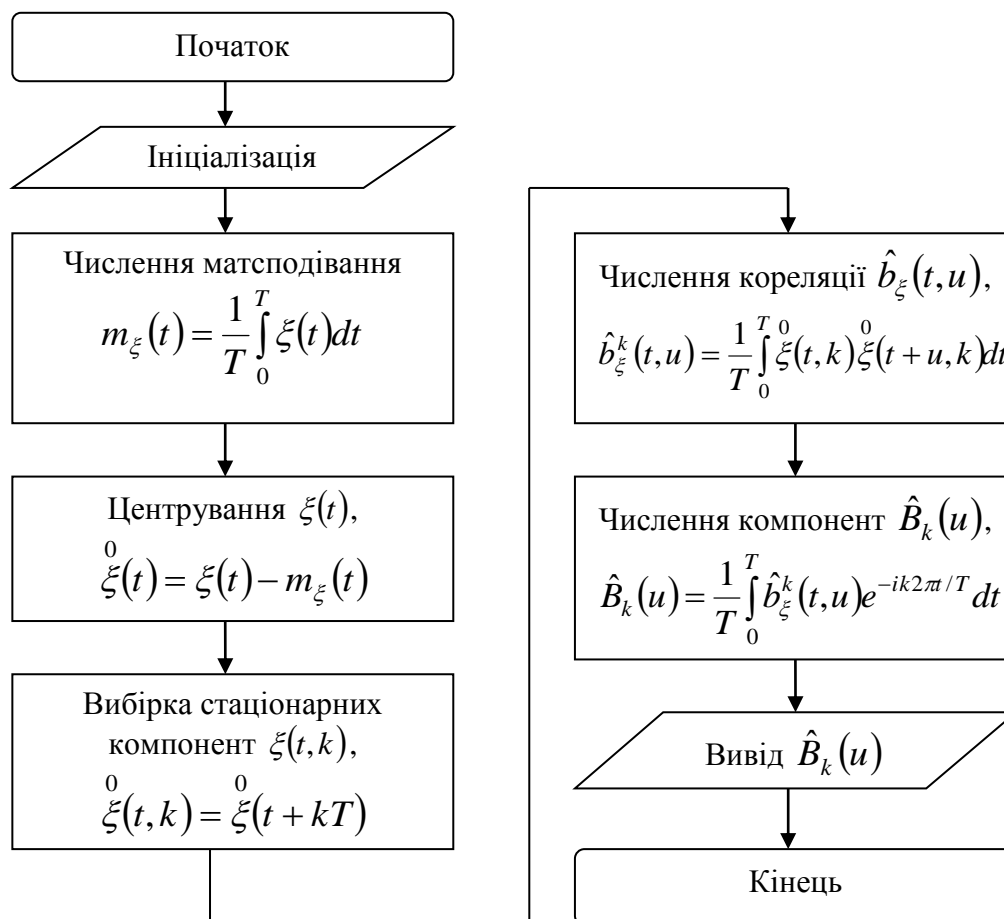 Початок
Ініціалізація
Числення матсподівання
m_ξ(t) = 1/T ∫₀ᵀ ξ(t)dt
Центрування ξ(t),
ξ⁰(t) = ξ(t) − m_ξ(t)
Вибірка стаціонарних
компонент ξ(t,k),
ξ⁰(t,k) = ξ⁰(t + kT)
Числення кореляції b̂_ξ(t,u),
b̂_ξ^k(t,u) = 1/T ∫₀ᵀ ξ⁰(t,k) ξ⁰(t + u,k)dt
Числення компонент B̂_k(u),
B̂_k(u) = 1/T ∫₀ᵀ b̂_ξ^k(t,u)e^{−ik2πt/T} dt
Вивід B̂_k(u)
Кінець